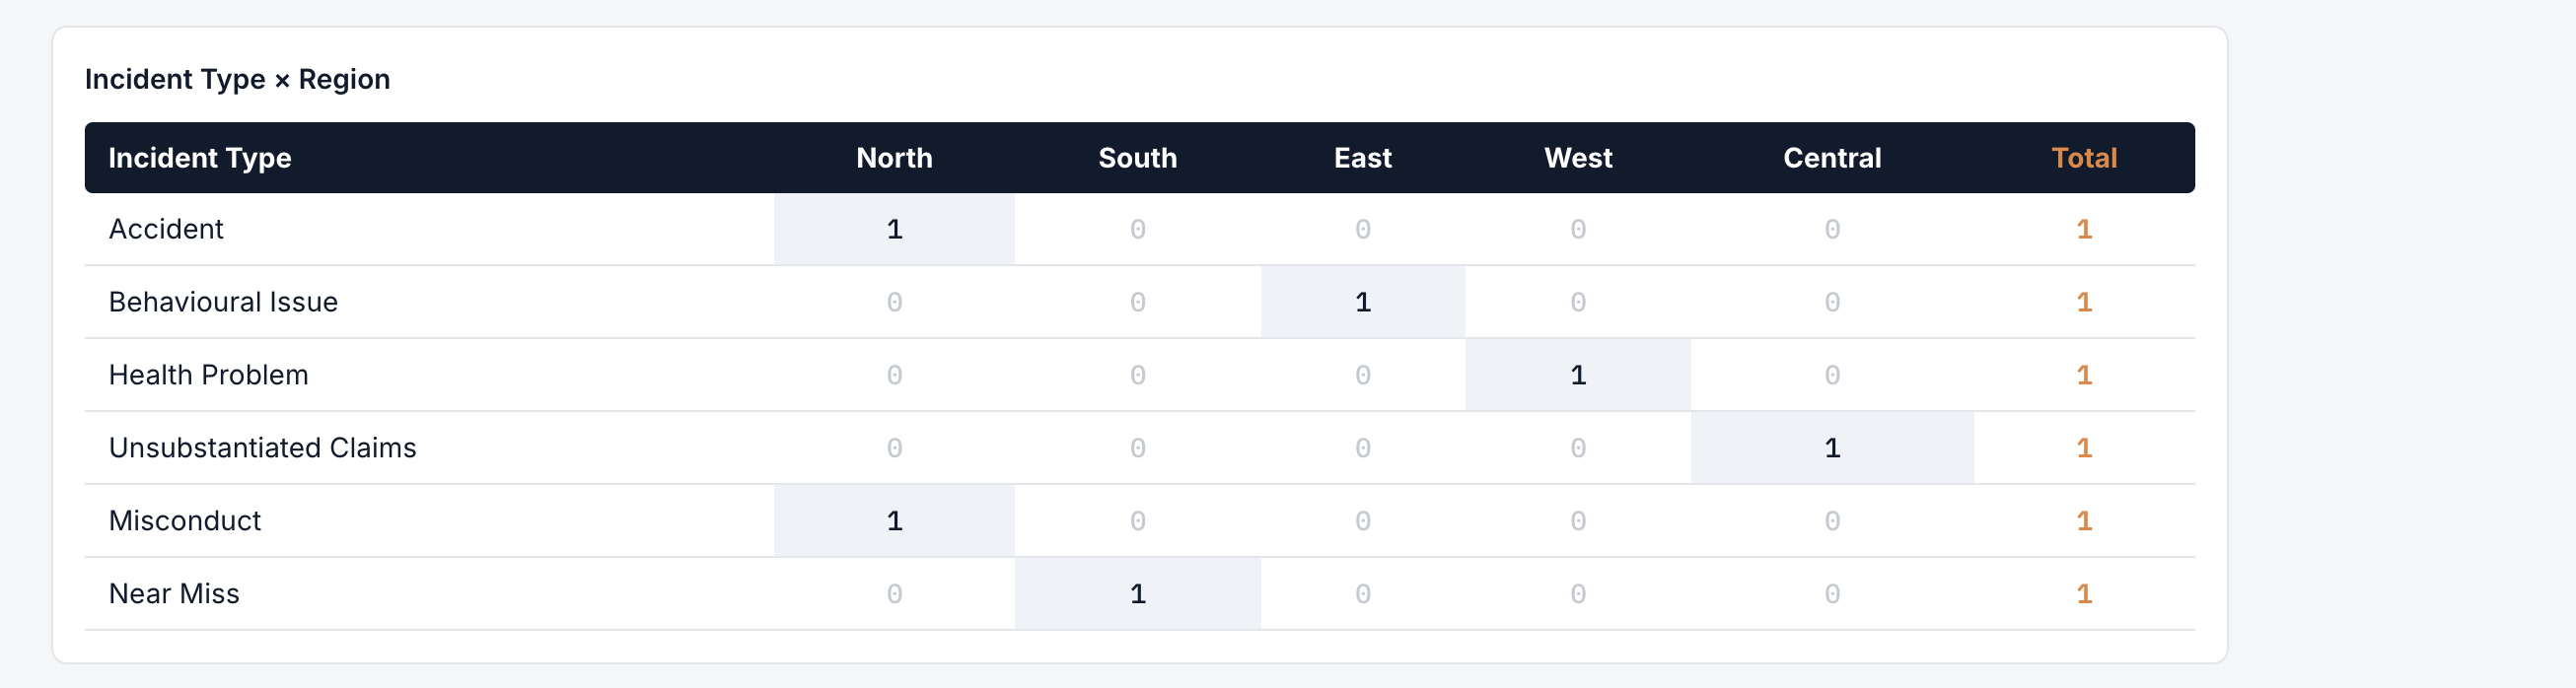 Incident Type × Region
Incident Type North South East West Central Total
Accident 1 0 0 0 0 1
Behavioural Issue 0 0 1 0 0 1
Health Problem 0 0 0 1 0 1
Unsubstantiated Claims 0 0 0 0 1 1
Misconduct 1 0 0 0 0 1
Near Miss 0 1 0 0 0 1